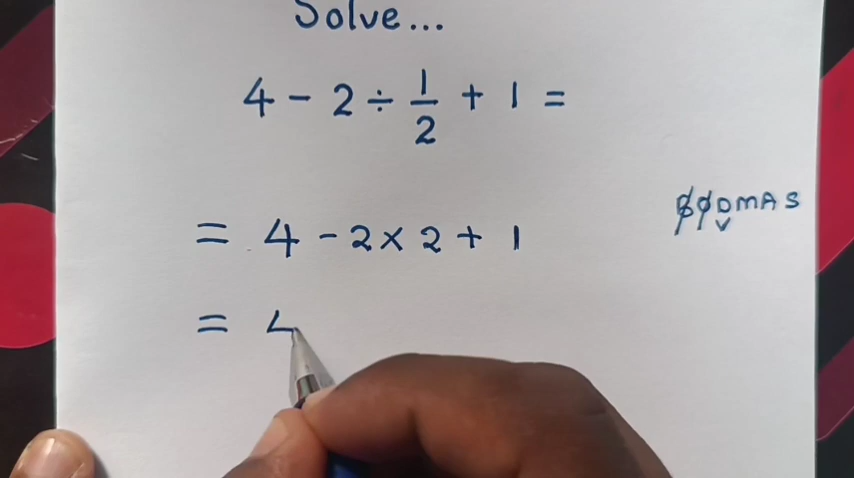 Solve...
4 - 2 ÷ 1/2 + 1 =
= 4 - 2 × 2 + 1
BODMAS
= 4